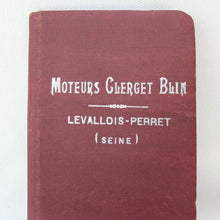 MOTEURS CLERGET BLIN
LEVALLOIS-PERRET
(SEINE)